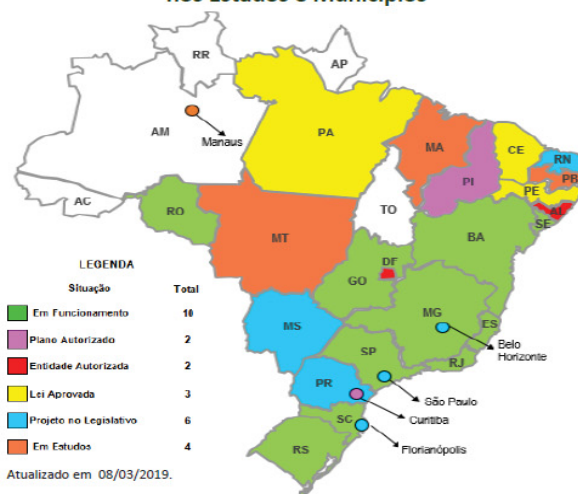 nos Estados e Municípios
RR
AP
AM
Manaus
PA
MA
CE
RN
PB
PI
PE
AL
SE
AC
RO
TO
MT
BA
DF
GO
MG
ES
Belo
Horizonte
MS
SP
RJ
São Paulo
PR
Curitiba
SC
Florianópolis
RS
LEGENDA
Situação Total
Em Funcionamento 10
Plano Autorizado 2
Entidade Autorizada 2
Lei Aprovada 3
Projeto no Legislativo 6
Em Estudos 4
Atualizado em 08/03/2019.